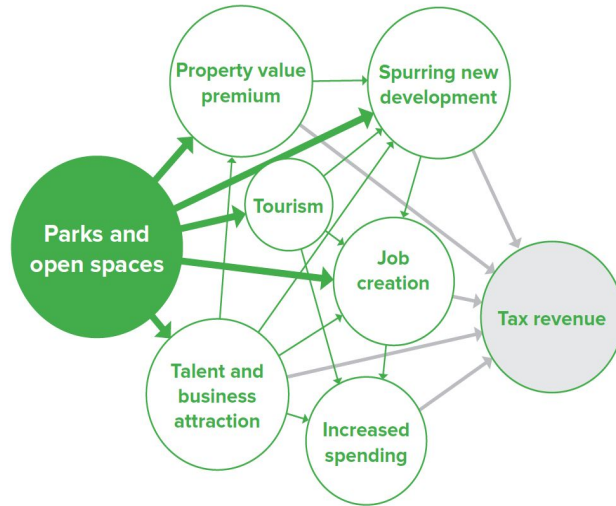 Property value
premium
Spurring new
development
Tourism
Parks and
open spaces
Job
creation
Tax revenue
Talent and
business
attraction
Increased
spending